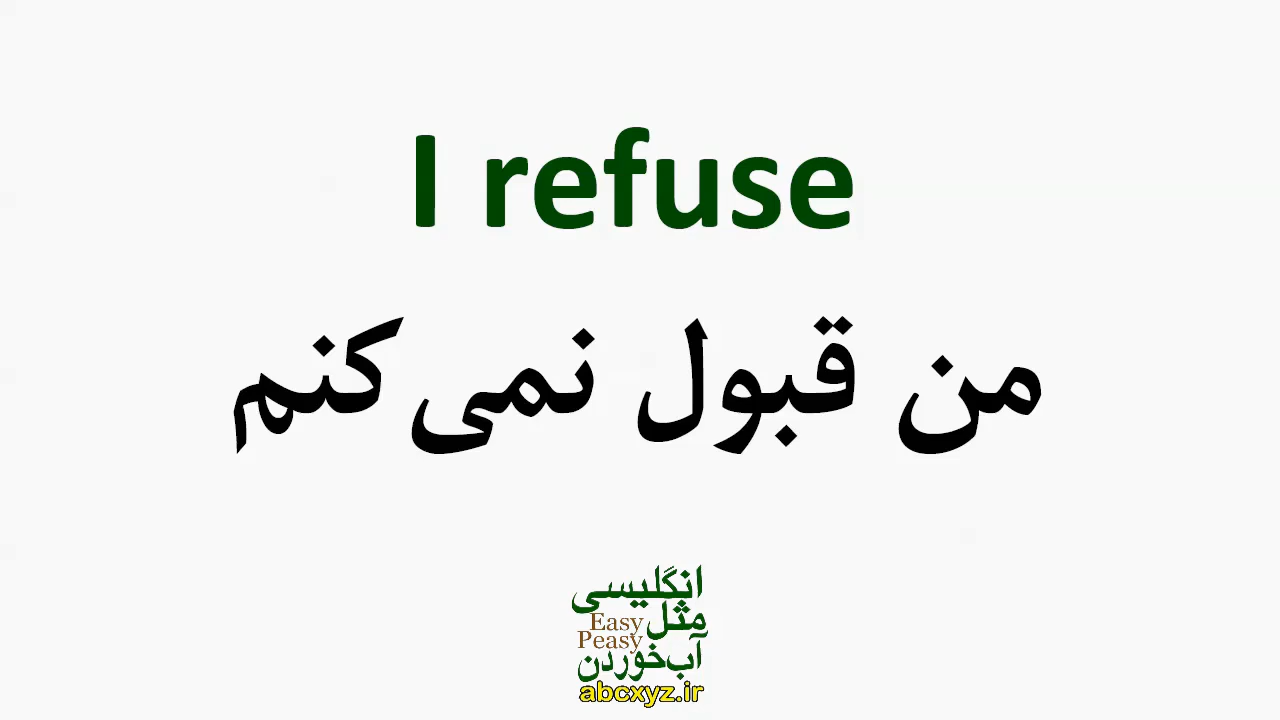 I refuse
من قبول نمی‌کنم
انگلیسی
مثل Easy
Peasy
آب‌خوردن
abcxyz.ir